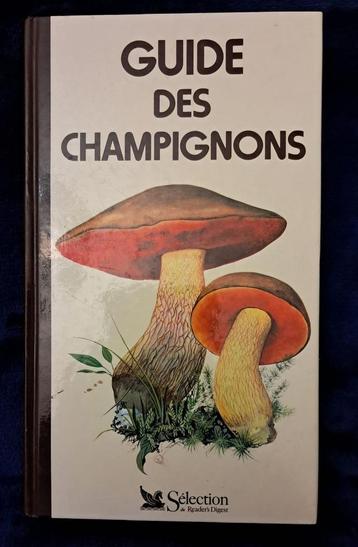 GUIDE
DES
CHAMPIGNONS
Sélection
du Reader's Digest